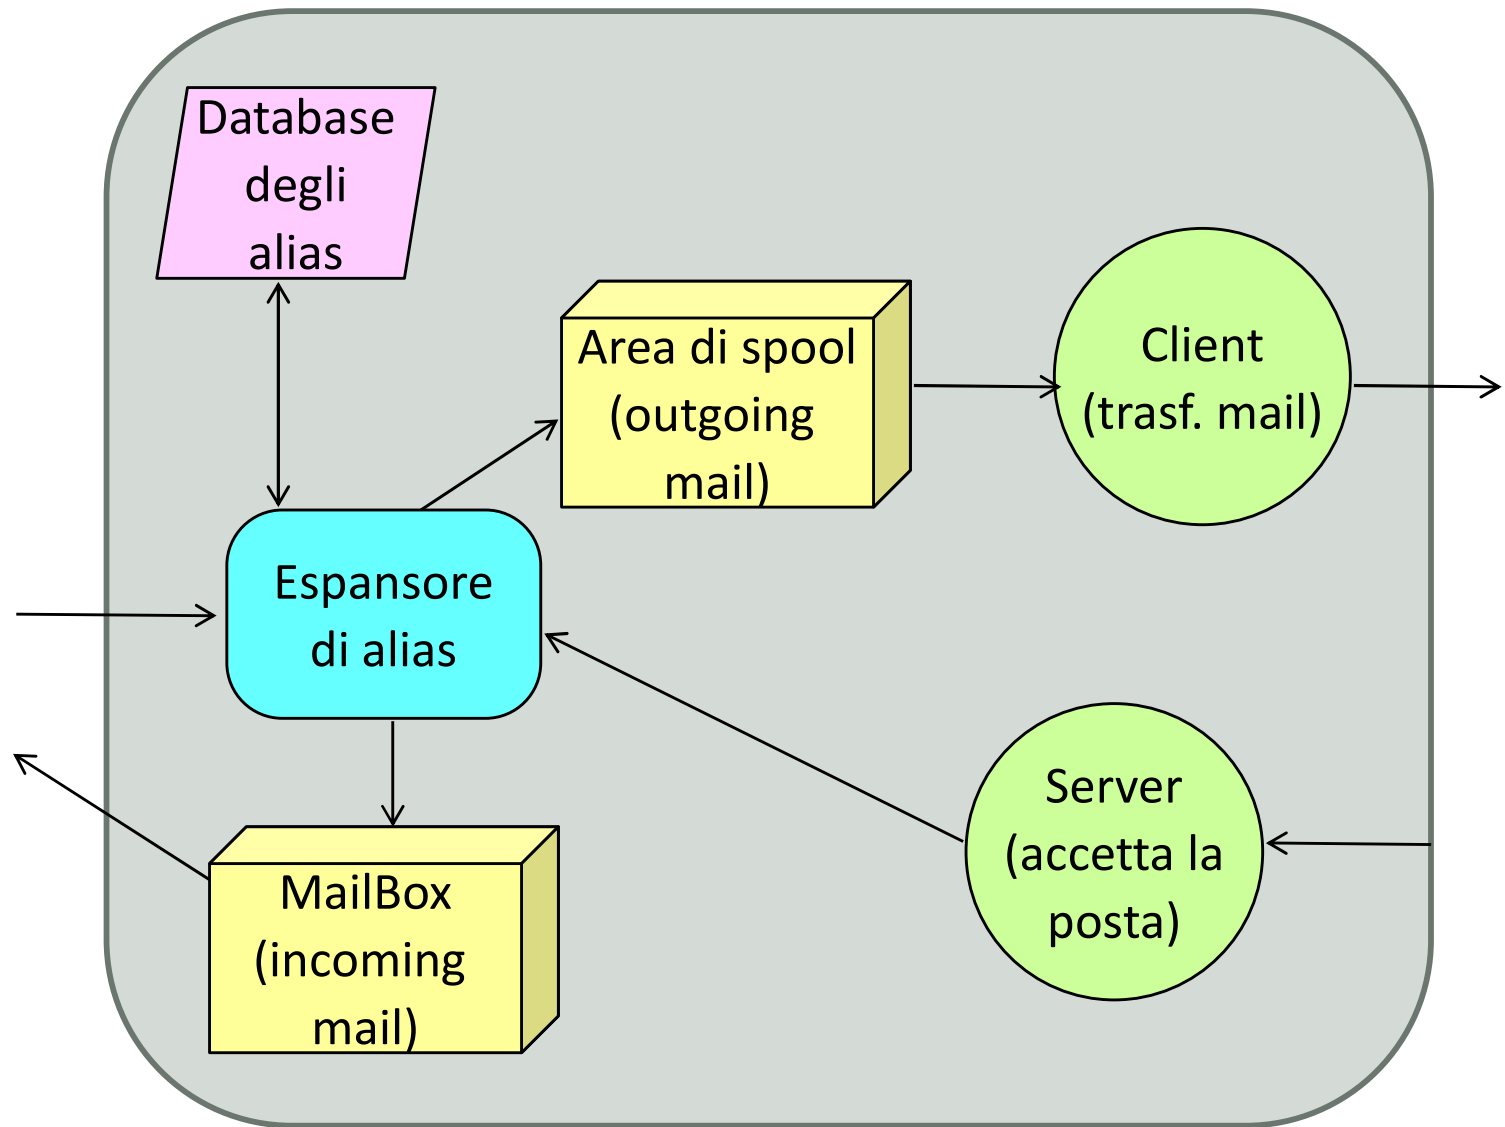 Database
degli
alias
Area di spool
(outgoing
mail)
Client
(trasf. mail)
Espansore
di alias
MailBox
(incoming
mail)
Server
(accetta la
posta)